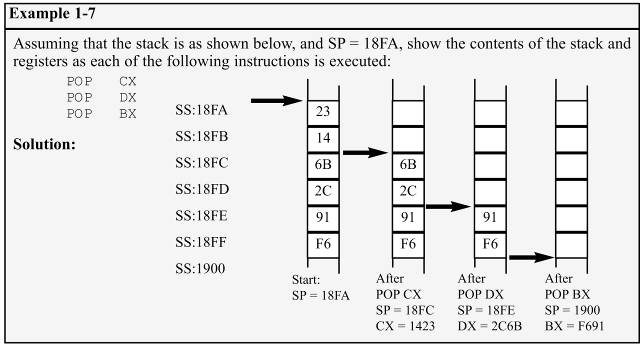 Example 1-7
Assuming that the stack is as shown below, and SP = 18FA, show the contents of the stack and
registers as each of the following instructions is executed:
POP CX
POP DX
POP BX
Solution:
SS:18FA 23
SS:18FB 14
SS:18FC 6B 6B
SS:18FD 2C 2C
SS:18FE 91 91 91
SS:18FF F6 F6 F6
SS:1900
Start:
SP = 18FA
After
POP CX
SP = 18FC
CX = 1423
After
POP DX
SP = 18FE
DX = 2C6B
After
POP BX
SP = 1900
BX = F691